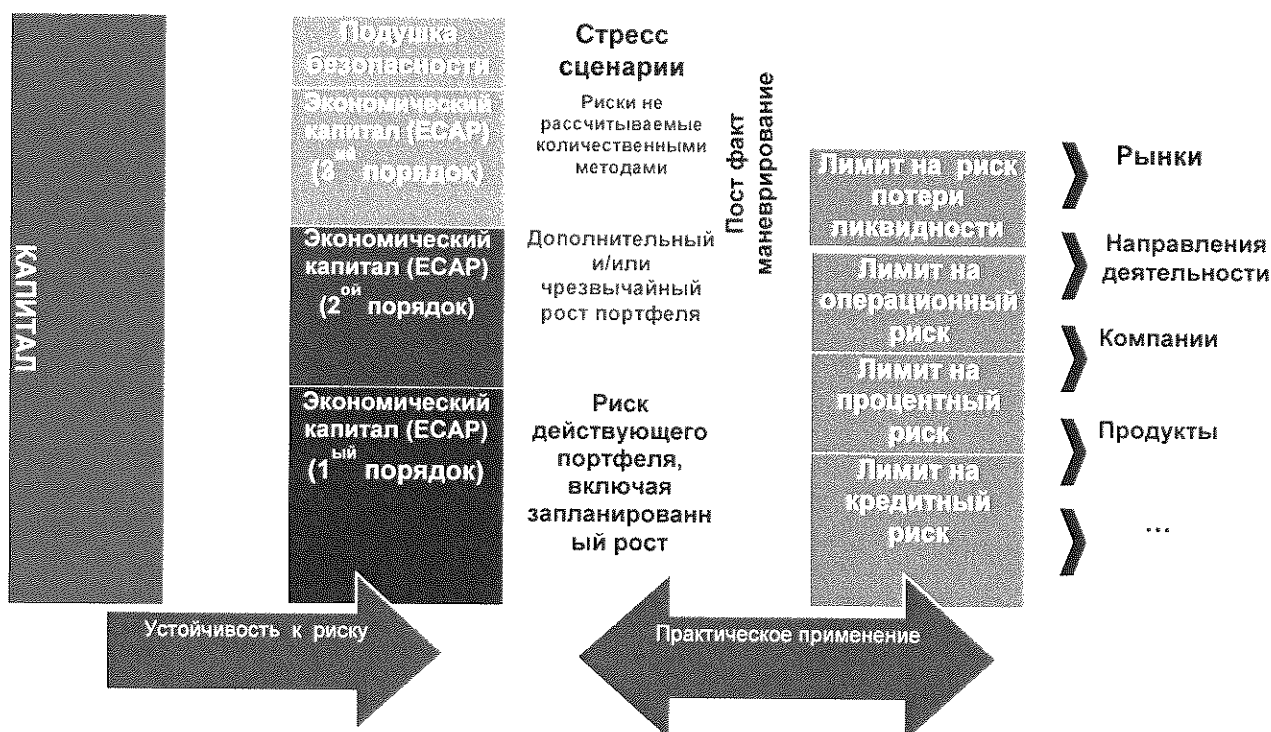 КАПИТАЛ
Подушка
безопасности
Экономический
капитал (ECAP)
(3ий порядок)
Экономический
капитал (ECAP)
(2ой порядок)
Экономический
капитал (ECAP)
(1ый порядок)
Стресс
сценарии
Риски не
рассчитываемые
количественными
методами
Дополнительный
и/или
чрезвычайный
рост портфеля
Риск
действующего
портфеля,
включая
запланированн
ый рост
Пост факт
маневрирование
Лимит на риск
потери
ликвидности
Лимит на
операционный
риск
Лимит на
процентный
риск
Лимит на
кредитный
риск
Рынки
Направления
деятельности
Компании
Продукты
...
Устойчивость к риску
Практическое применение